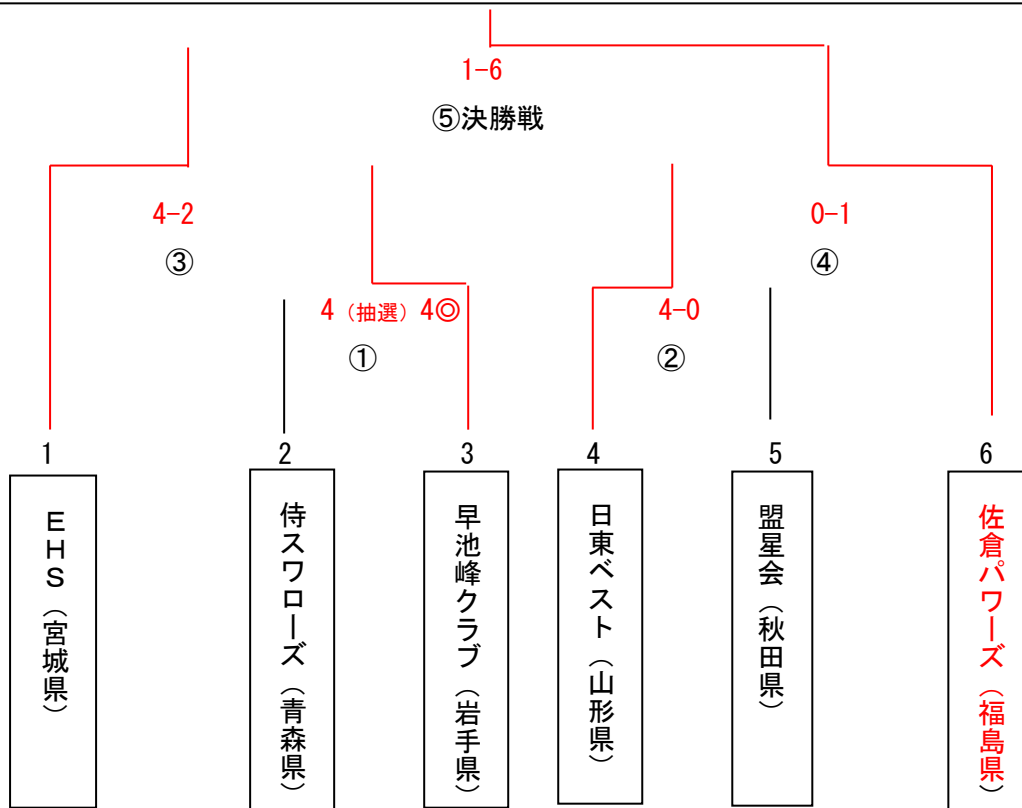 1-6
⑤決勝戦
4-2
0-1
③
④
4（抽選）4◎
4-0
①
②
1
2
3
4
5
6
EHS（宮城県）
侍スワローズ（青森県）
早池峰クラブ（岩手県）
日東ベスト（山形県）
盟星会（秋田県）
佐倉パワーズ（福島県）